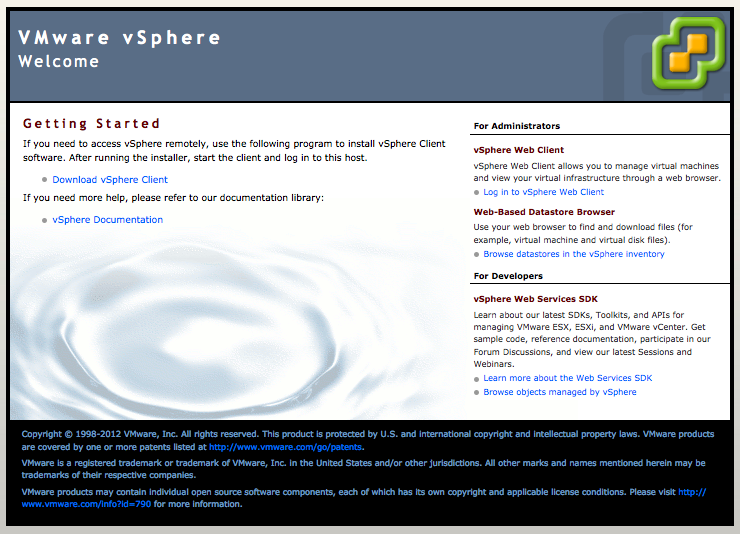 VMware vSphere
Welcome
Getting Started
If you need to access vSphere remotely, use the following program to install vSphere Client
software. After running the installer, start the client and log in to this host.
Download vSphere Client
If you need more help, please refer to our documentation library:
vSphere Documentation
For Administrators
vSphere Web Client
vSphere Web Client allows you to manage virtual machines
and view your virtual infrastructure through a web browser.
Log in to vSphere Web Client
Web-Based Datastore Browser
Use your web browser to find and download files (for
example, virtual machine and virtual disk files).
Browse datastores in the vSphere inventory
For Developers
vSphere Web Services SDK
Learn about our latest SDKs, Toolkits, and APIs for
managing VMware ESX, ESXi, and VMware vCenter. Get
sample code, reference documentation, participate in our
Forum Discussions, and view our latest Sessions and
Webinars.
Learn more about the Web Services SDK
Browse objects managed by vSphere
Copyright © 1998-2012 VMware, Inc. All rights reserved. This product is protected by U.S. and international copyright and intellectual property laws. VMware products
are covered by one or more patents listed at http://www.vmware.com/go/patents.
VMware is a registered trademark or trademark of VMware, Inc. in the United States and/or other jurisdictions. All other marks and names mentioned herein may be
trademarks of their respective companies.
VMware products may contain individual open source software components, each of which has its own copyright and applicable license conditions. Please visit http://
www.vmware.com/info?id=790 for more information.